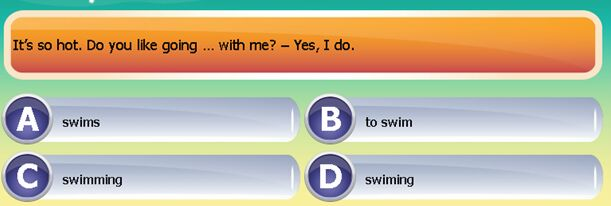 It's so hot. Do you like going ... with me? – Yes, I do.
A swims
B to swim
C swimming
D swiming